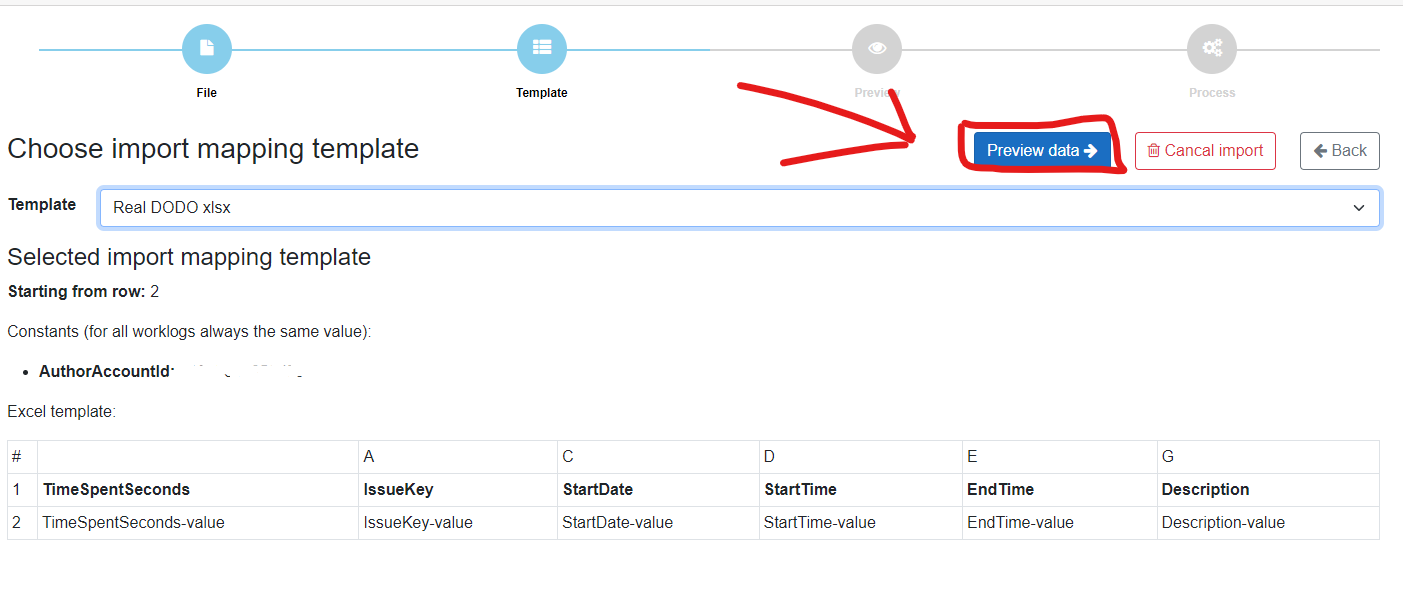 File Template Preview Process
Choose import mapping template Preview data Cancal import Back
Template Real DODO xlsx
Selected import mapping template
Starting from row: 2
Constants (for all worklogs always the same value):
AuthorAccountId:
Excel template:
# A C D E G
1 TimeSpentSeconds IssueKey StartDate StartTime EndTime Description
2 TimeSpentSeconds-value IssueKey-value StartDate-value StartTime-value EndTime-value Description-value